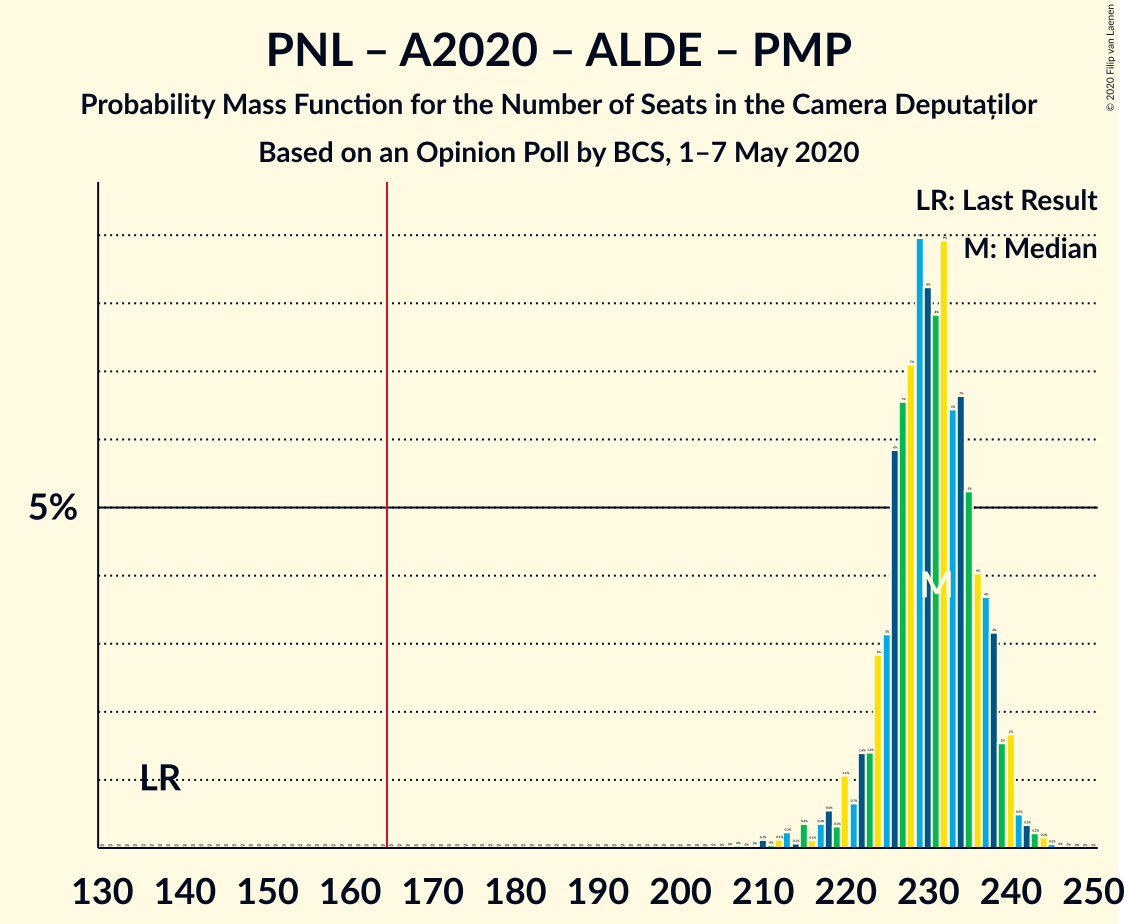 PNL – A2020 – ALDE – PMP
Probability Mass Function for the Number of Seats in the Camera Deputaților
Based on an Opinion Poll by BCS, 1–7 May 2020
© 2020 Filip van Laenen
LR: Last Result
M: Median
5%
M
LR
130 140 150 160 170 180 190 200 210 220 230 240 250